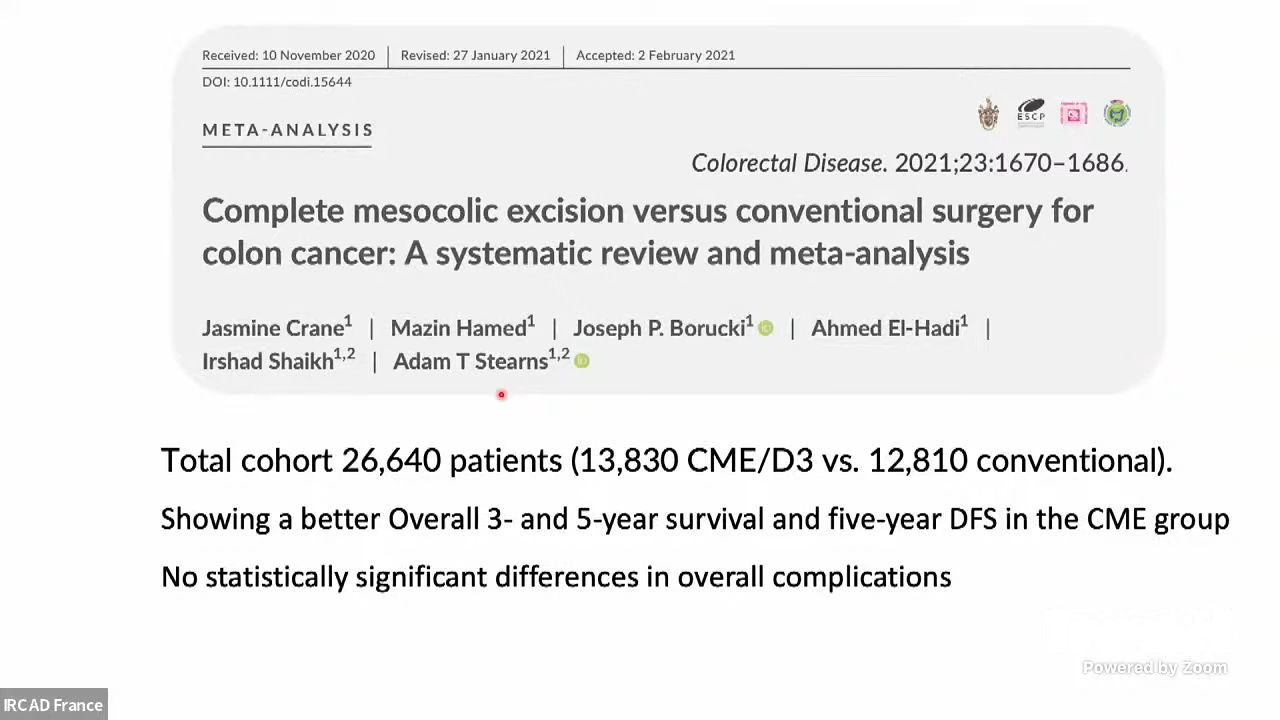 Received: 10 November 2020 | Revised: 27 January 2021 | Accepted: 2 February 2021
DOI: 10.1111/codi.15644
META-ANALYSIS
ESCP
Colorectal Disease. 2021;23:1670–1686.
Complete mesocolic excision versus conventional surgery for
colon cancer: A systematic review and meta-analysis
Jasmine Crane1 | Mazin Hamed1 | Joseph P. Borucki1 iD | Ahmed El-Hadi1 |
Irshad Shaikh1,2 | Adam T Stearns1,2 iD
Total cohort 26,640 patients (13,830 CME/D3 vs. 12,810 conventional).
Showing a better Overall 3- and 5-year survival and five-year DFS in the CME group
No statistically significant differences in overall complications
Powered by Zoom
IRCAD France